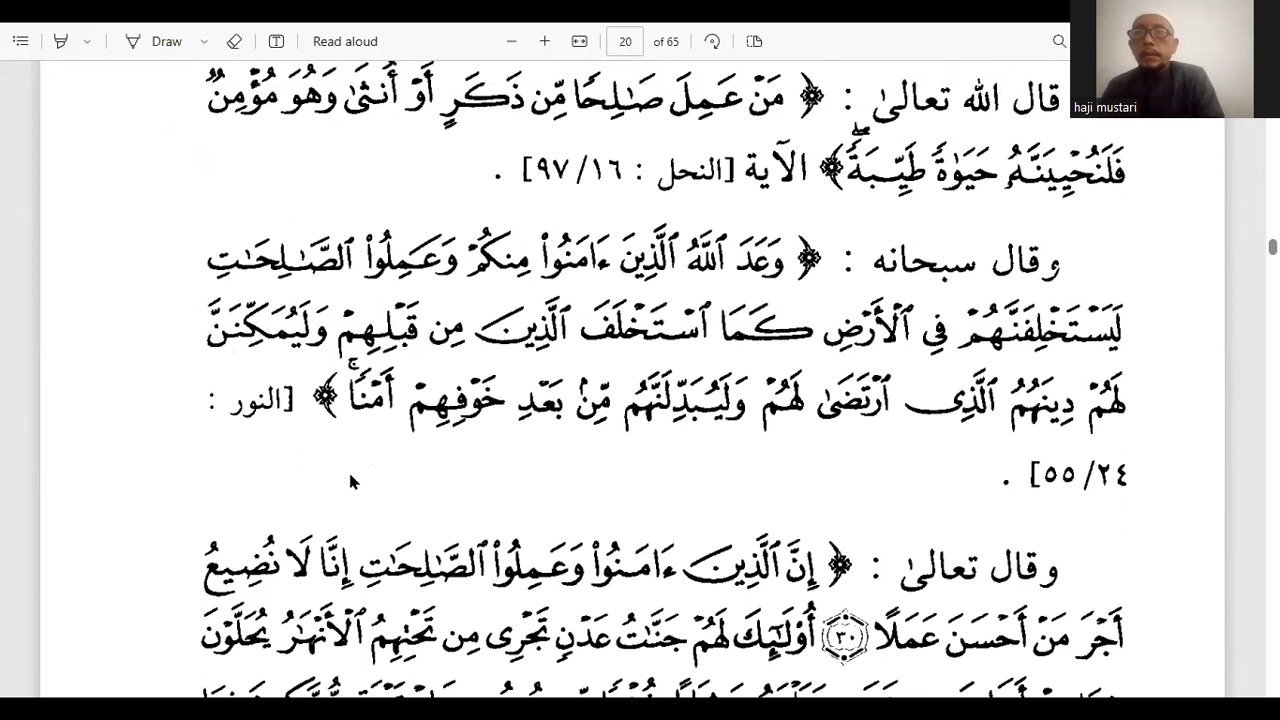 Draw
Read aloud
20
of 65
haji mustari
قال الله تعالىٰ : ﴿ مَنْ عَمِلَ صَـٰلِحًا مِّن ذَكَرٍ أَوْ أُنثَىٰ وَهُوَ مُؤْمِنٌ
فَلَنُحْيِيَنَّهُۥ حَيَوٰةً طَيِّبَةً ۖ ﴾ الآية [النحل : ٩٧/١٦] .
وقال سبحانه : ﴿ وَعَدَ ٱللَّهُ ٱلَّذِينَ ءَامَنُوا۟ مِنكُمْ وَعَمِلُوا۟ ٱلصَّـٰلِحَـٰتِ
لَيَسْتَخْلِفَنَّهُمْ فِي ٱلْأَرْضِ كَمَا ٱسْتَخْلَفَ ٱلَّذِينَ مِن قَبْلِهِمْ وَلَيُمَكِّنَنَّ
لَهُمْ دِينَهُمُ ٱلَّذِى ٱرْتَضَىٰ لَهُمْ وَلَيُبَدِّلَنَّهُم مِّنۢ بَعْدِ خَوْفِهِمْ أَمْنًا ۚ ﴾ [النور :
٥٥/٢٤] .
وقال تعالىٰ : ﴿ إِنَّ ٱلَّذِينَ ءَامَنُوا۟ وَعَمِلُوا۟ ٱلصَّـٰلِحَـٰتِ إِنَّا لَا نُضِيعُ
أَجْرَ مَنْ أَحْسَنَ عَمَلًا ٣٠ أُو۟لَـٰٓئِكَ لَهُمْ جَنَّـٰتُ عَدْنٍ تَجْرِى مِن تَحْتِهِمُ ٱلْأَنْهَـٰرُ يُحَلَّوْنَ